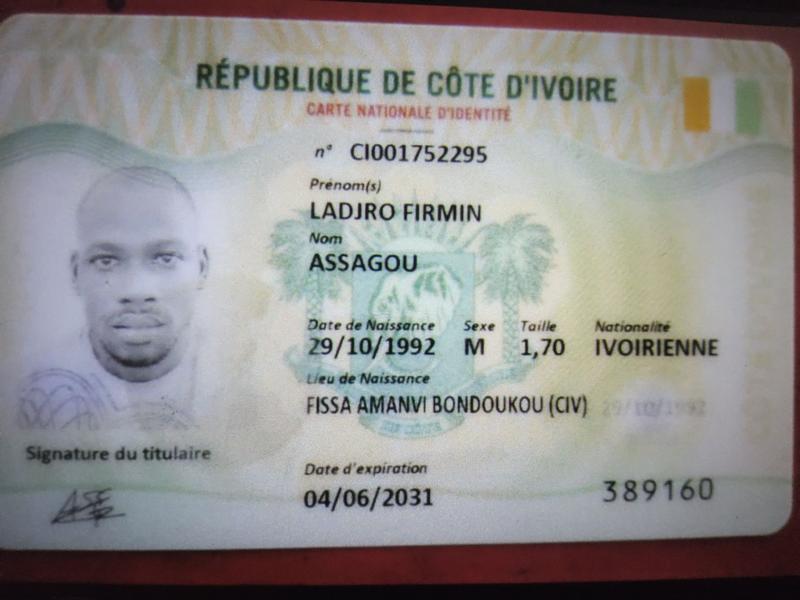 RÉPUBLIQUE DE CÔTE D'IVOIRE
CARTE NATIONALE D'IDENTITÉ
n° CI001752295
Prénom(s)
LADJRO FIRMIN
Nom
ASSAGOU
Date de Naissance Sexe Taille Nationalité
29/10/1992 M 1,70 IVOIRIENNE
Lieu de Naissance
FISSA AMANVI BONDOUKOU (CIV) 29/10/1992
Signature du titulaire
Date d'expiration
04/06/2031
389160